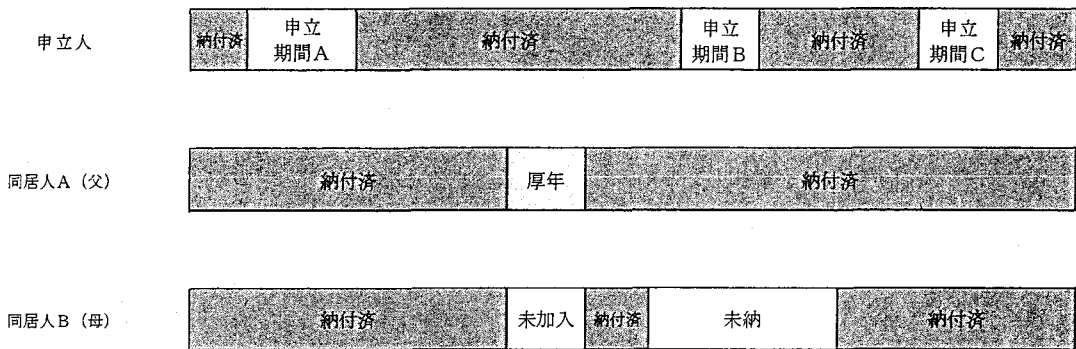 申立人
納付済
申立
期間A
納付済
申立
期間B
納付済
申立
期間C
納付済
同居人A（父）
納付済
厚年
納付済
同居人B（母）
納付済
未加入
納付済
未納
納付済